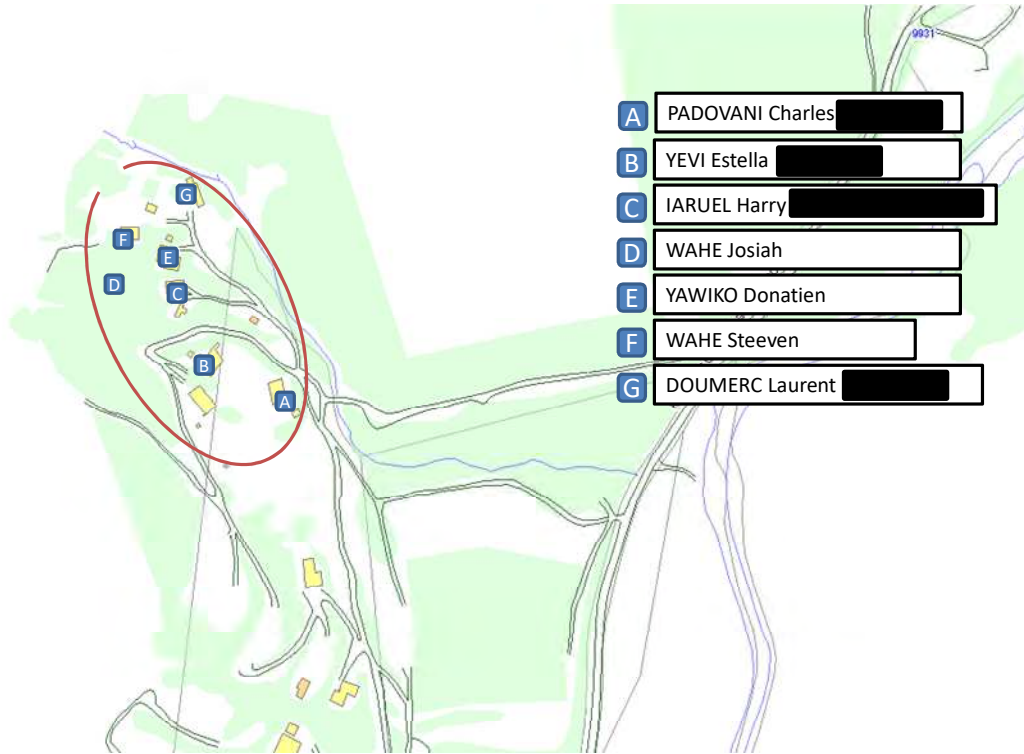 9931
A PADOVANI Charles
B YEVI Estella
C IARUEL Harry
D WAHE Josiah
E YAWIKO Donatien
F WAHE Steeven
G DOUMERC Laurent
G
F
E
D
C
B
A